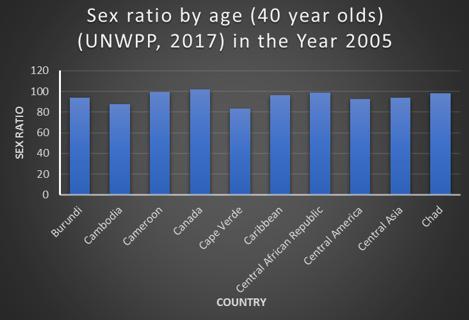 Sex ratio by age (40 year olds)
(UNWPP, 2017) in the Year 2005
120
100
80
60
40
20
0
SEX RATIO
Burundi
Cambodia
Cameroon
Canada
Cape Verde
Caribbean
Central African Republic
Central America
Central Asia
Chad
COUNTRY